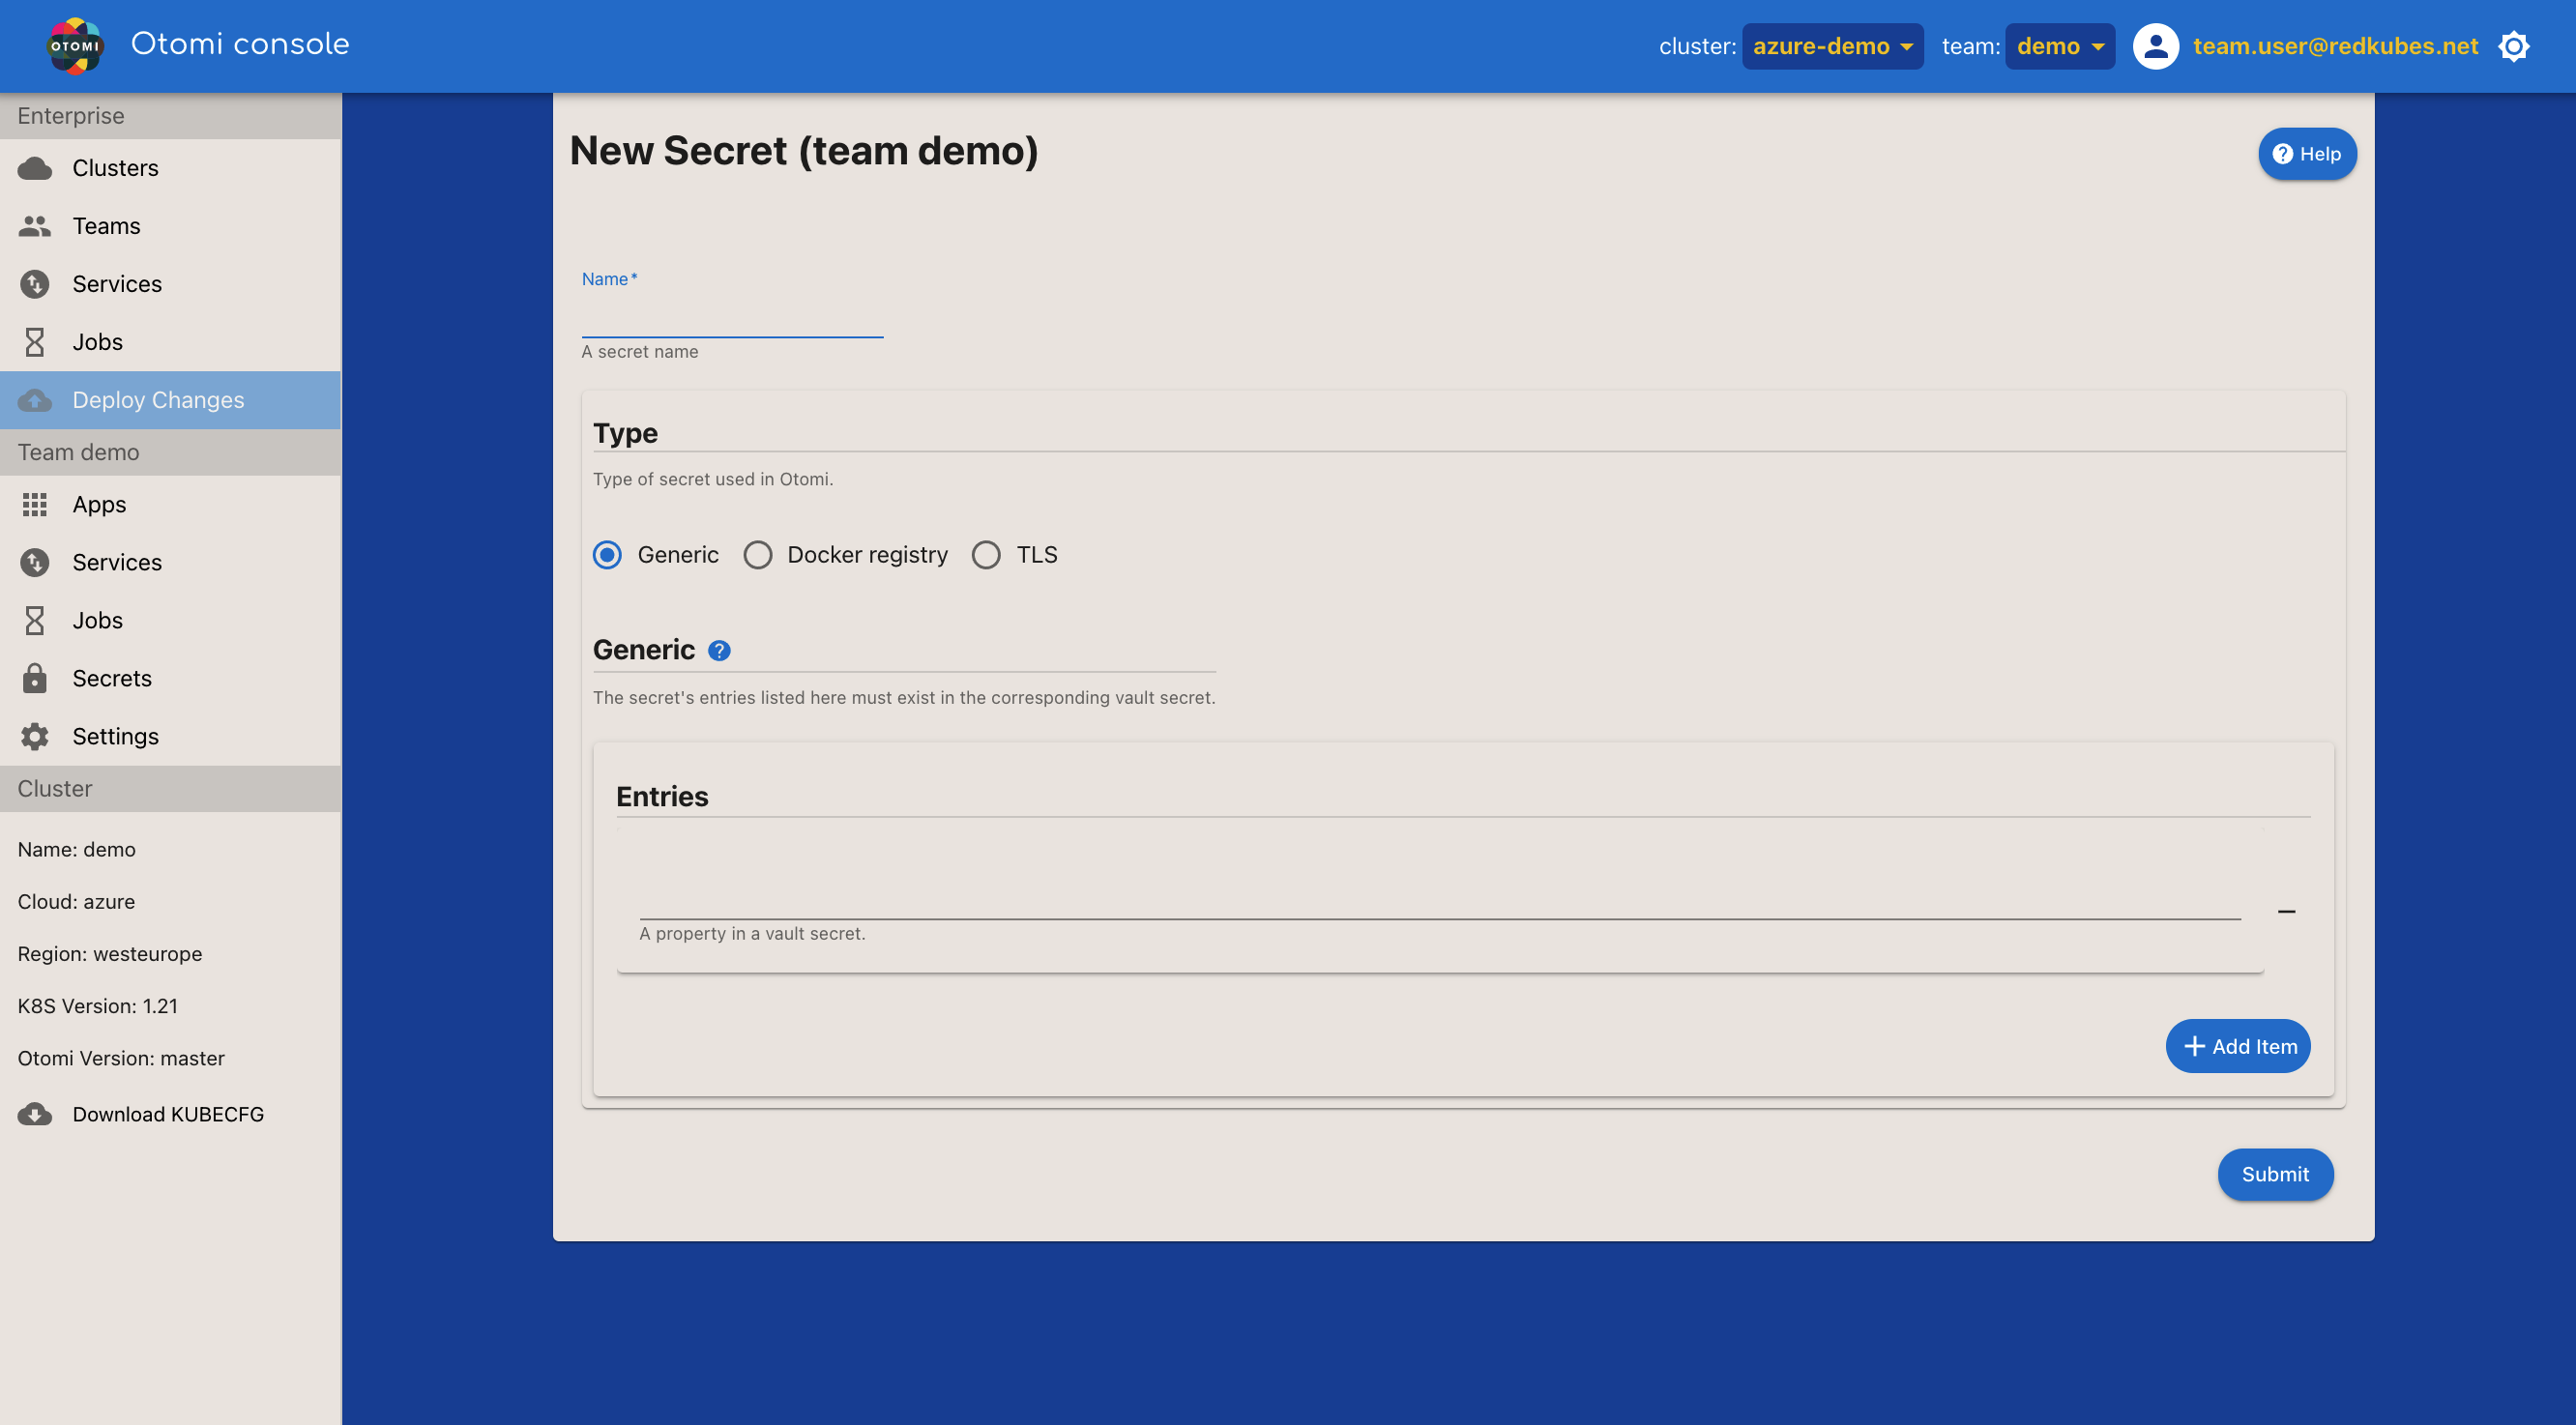 OTOMI
Otomi console
cluster: azure-demo team: demo team.user@redkubes.net
Enterprise
Clusters
Teams
Services
Jobs
Deploy Changes
Team demo
Apps
Services
Jobs
Secrets
Settings
Cluster
Name: demo
Cloud: azure
Region: westeurope
K8S Version: 1.21
Otomi Version: master
Download KUBECFG
New Secret (team demo)
? Help
Name*
A secret name
Type
Type of secret used in Otomi.
Generic Docker registry TLS
Generic ?
The secret's entries listed here must exist in the corresponding vault secret.
Entries
A property in a vault secret.
+ Add Item
Submit